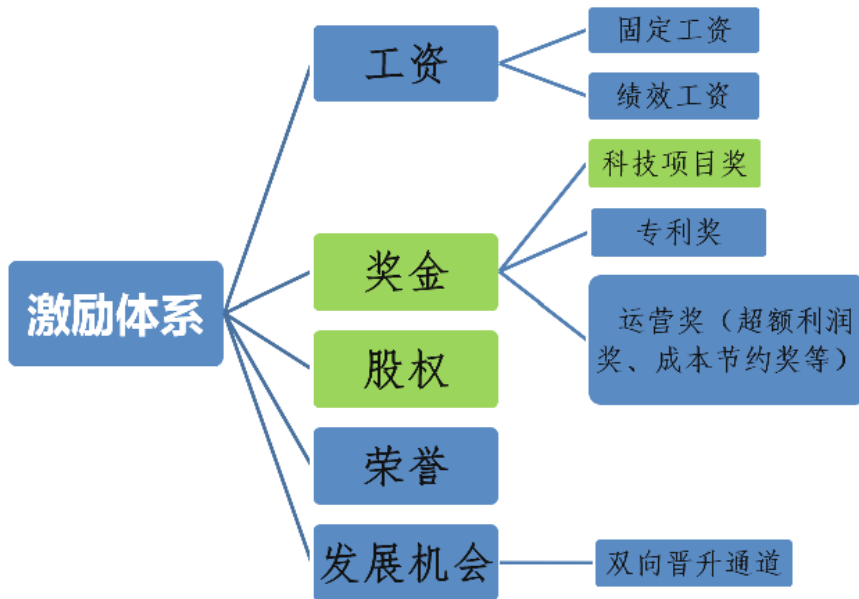 激励体系
工资
固定工资
绩效工资
奖金
科技项目奖
专利奖
运营奖（超额利润
奖、成本节约奖等）
股权
荣誉
发展机会
双向晋升通道